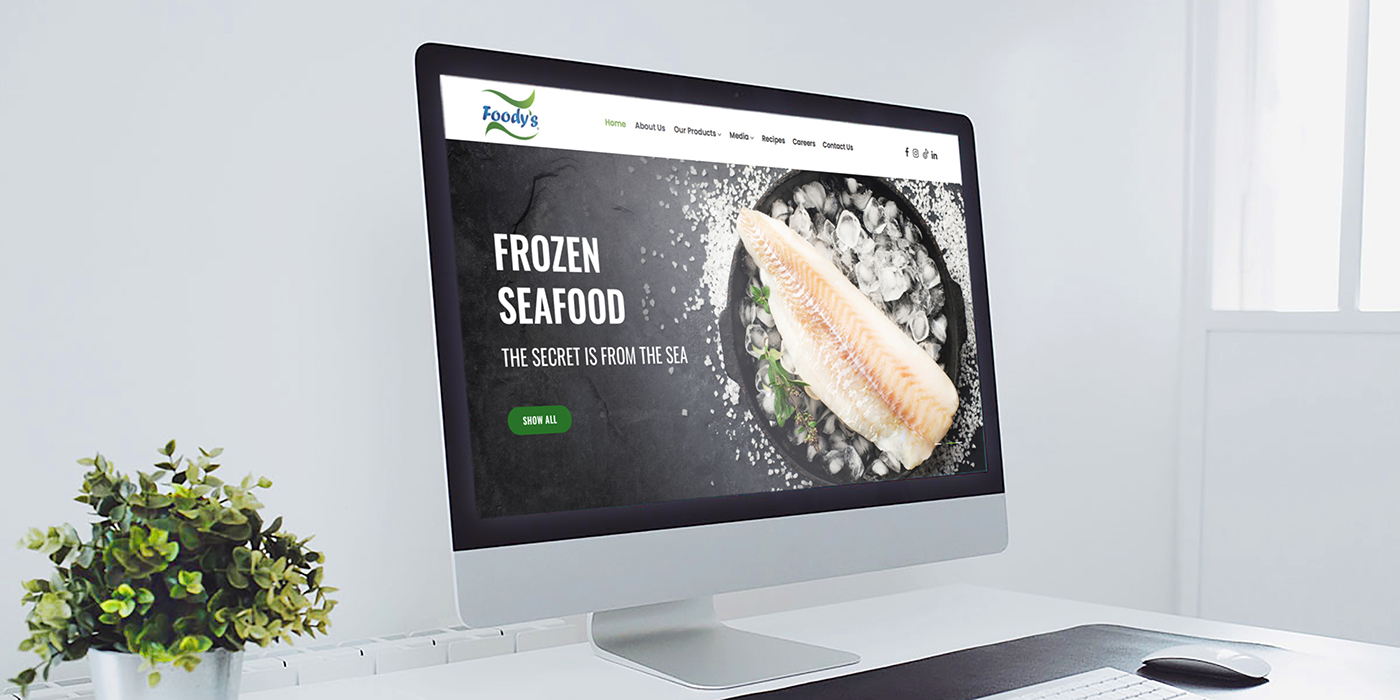 Foody's
Home About Us Our Products Media Recipes Careers Contact Us
FROZEN
SEAFOOD
THE SECRET IS FROM THE SEA
SHOW ALL